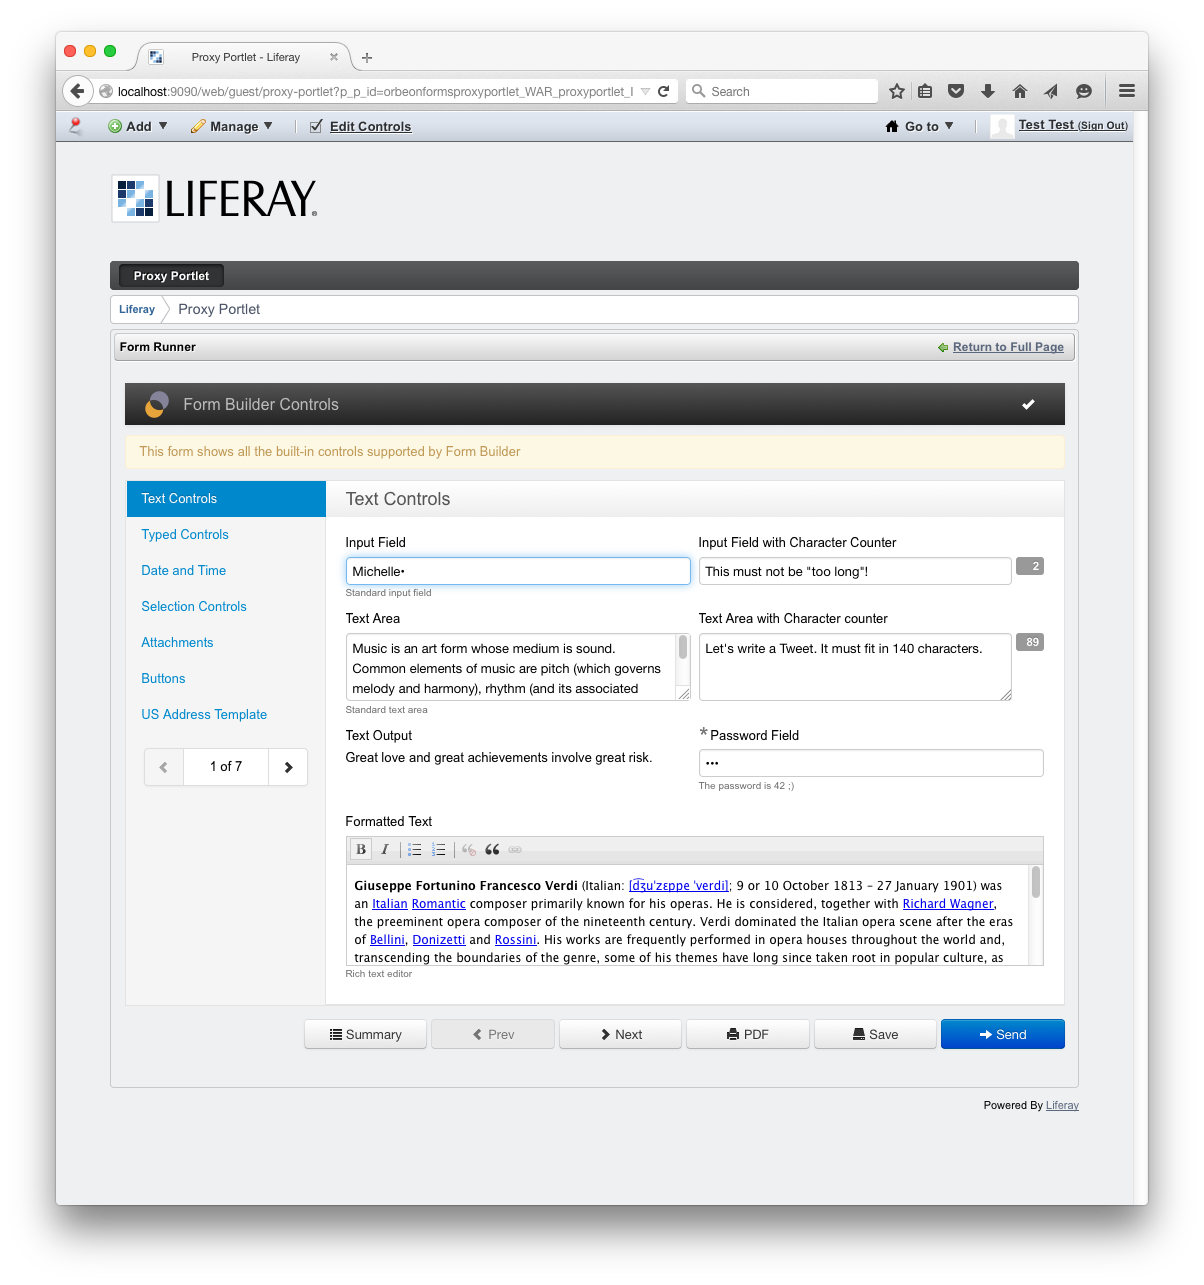 Proxy Portlet - Liferay
localhost:9090/web/guest/proxy-portlet?p_p_id=orbeonformsproxyportlet_WAR_proxyportlet_I
Search
Add
Manage
Edit Controls
Go to
Test Test (Sign Out)
LIFERAY®
Proxy Portlet
Liferay
Proxy Portlet
Form Runner
Return to Full Page
Form Builder Controls
This form shows all the built-in controls supported by Form Builder
Text Controls
Typed Controls
Date and Time
Selection Controls
Attachments
Buttons
US Address Template
1 of 7
Text Controls
Input Field
Michelle•
Standard input field
Input Field with Character Counter
This must not be "too long"!
2
Text Area
Music is an art form whose medium is sound.
Common elements of music are pitch (which governs
melody and harmony), rhythm (and its associated
Standard text area
Text Area with Character counter
Let's write a Tweet. It must fit in 140 characters.
89
Text Output
Great love and great achievements involve great risk.
* Password Field
•••
The password is 42 ;)
Formatted Text
B I
Giuseppe Fortunino Francesco Verdi (Italian: [d͡ʒuˈzɛppe ˈverdi]; 9 or 10 October 1813 – 27 January 1901) was
an Italian Romantic composer primarily known for his operas. He is considered, together with Richard Wagner,
the preeminent opera composer of the nineteenth century. Verdi dominated the Italian opera scene after the eras
of Bellini, Donizetti and Rossini. His works are frequently performed in opera houses throughout the world and,
transcending the boundaries of the genre, some of his themes have long since taken root in popular culture, as
Rich text editor
Summary
Prev
Next
PDF
Save
Send
Powered By Liferay